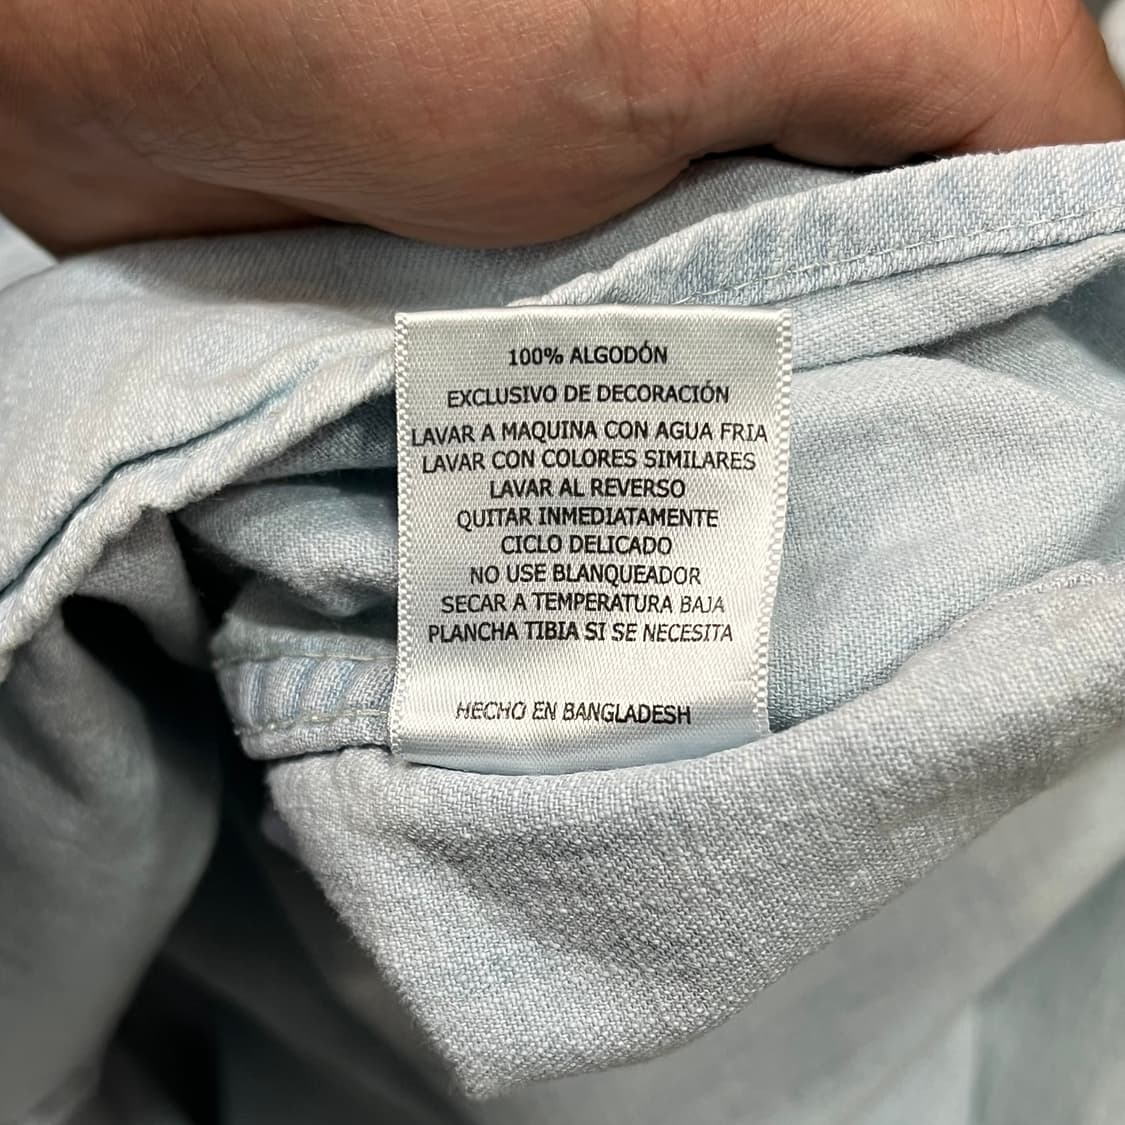 100% ALGODÓN
EXCLUSIVO DE DECORACIÓN
LAVAR A MAQUINA CON AGUA FRIA
LAVAR CON COLORES SIMILARES
LAVAR AL REVERSO
QUITAR INMEDIATAMENTE
CICLO DELICADO
NO USE BLANQUEADOR
SECAR A TEMPERATURA BAJA
PLANCHA TIBIA SI SE NECESITA
HECHO EN BANGLADESH